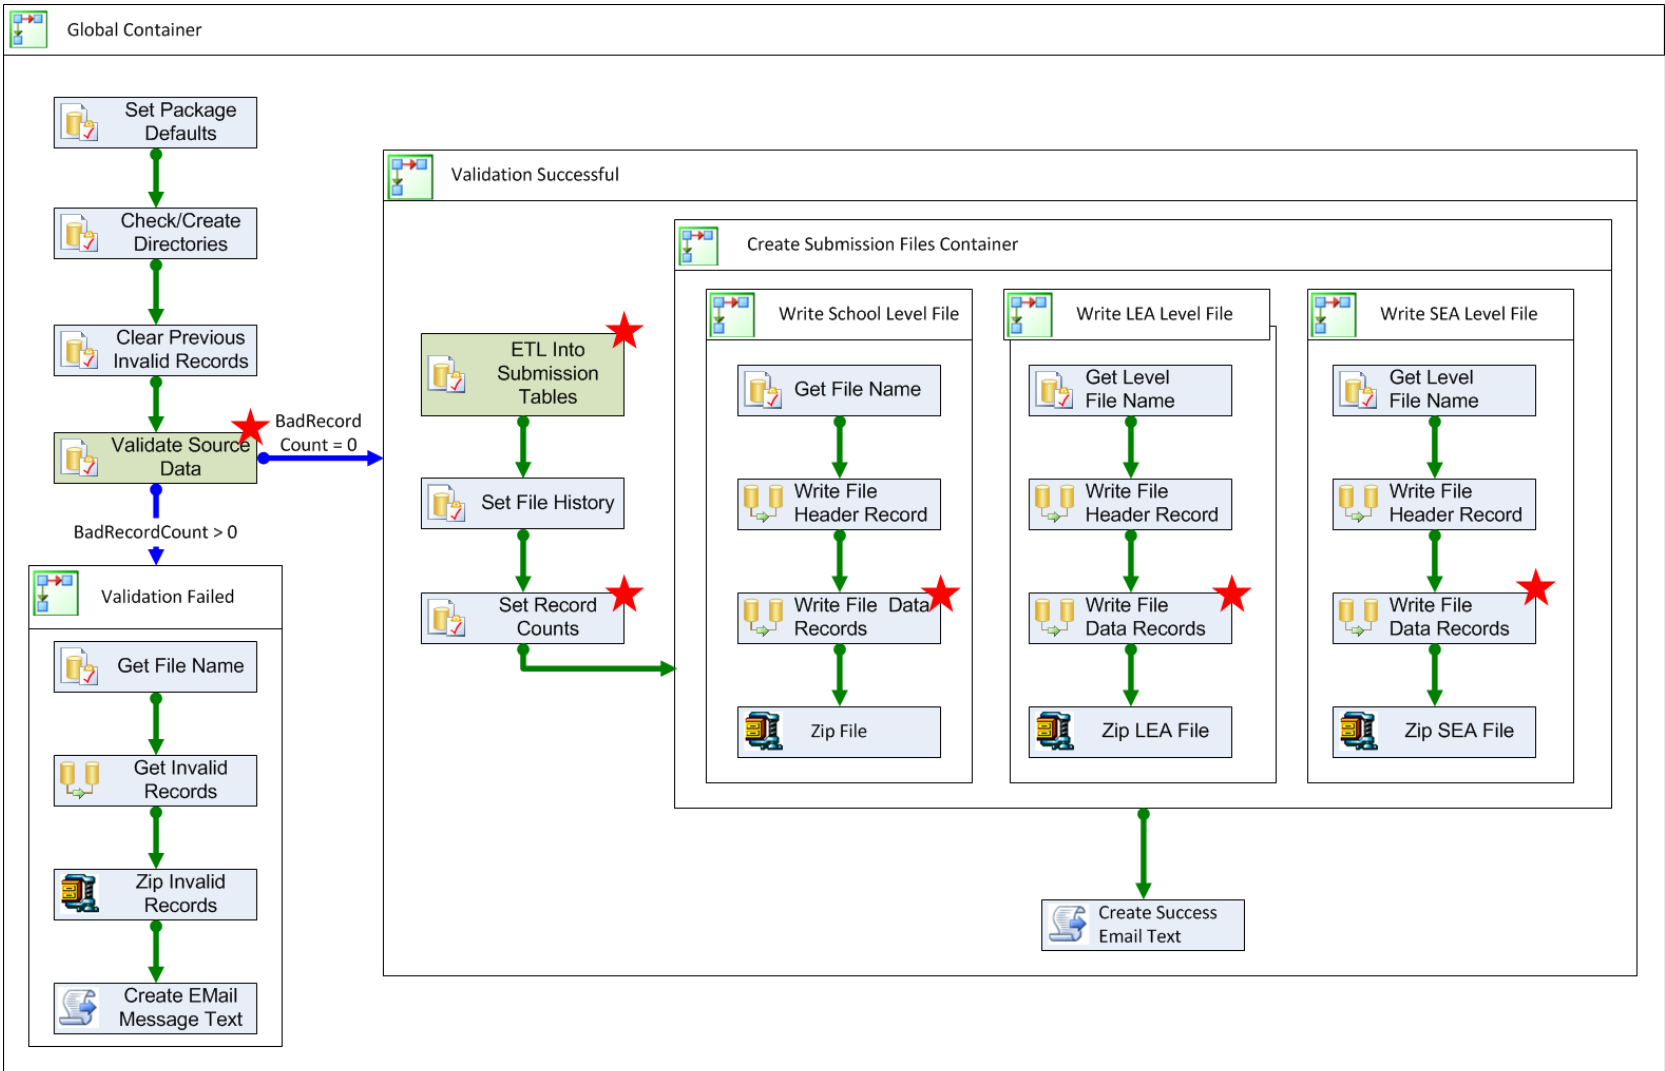 Global Container
Set Package
Defaults
Check/Create
Directories
Clear Previous
Invalid Records
Validate Source
Data
BadRecord
Count = 0
BadRecordCount > 0
Validation Failed
Get File Name
Get Invalid
Records
Zip Invalid
Records
Create EMail
Message Text
Validation Successful
ETL Into
Submission
Tables
Set File History
Set Record
Counts
Create Submission Files Container
Write School Level File
Get File Name
Write File
Header Record
Write File Data
Records
Zip File
Write LEA Level File
Get Level
File Name
Write File
Header Record
Write File
Data Records
Zip LEA File
Write SEA Level File
Get Level
File Name
Write File
Header Record
Write File
Data Records
Zip SEA File
Create Success
Email Text